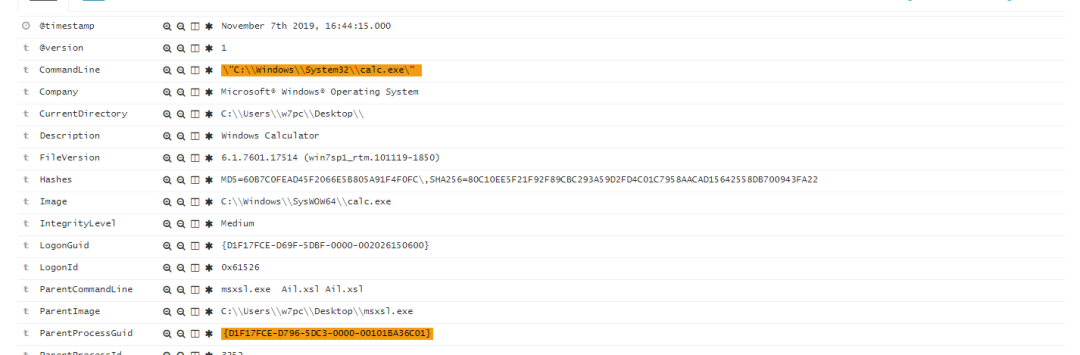 @timestamp November 7th 2019, 16:44:15.000
t @version 1
t CommandLine \"C:\\Windows\\System32\\calc.exe\"
t Company Microsoft® Windows® Operating System
t CurrentDirectory C:\\Users\\w7pc\\Desktop\\
t Description Windows Calculator
t FileVersion 6.1.7601.17514 (win7sp1_rtm.101119-1850)
t Hashes MD5=60B7C0FEAD45F2066E5B805A91F4F0FC\,SHA256=80C10EE5F21F92F89CBC293A59D2FD4C01C7958AACAD15642558DB700943FA22
t Image C:\\Windows\\SysWOW64\\calc.exe
t IntegrityLevel Medium
t LogonGuid {D1F17FCE-D69F-5DBF-0000-002026150600}
t LogonId 0x61526
t ParentCommandLine msxsl.exe  Ail.xsl Ail.xsl
t ParentImage C:\\Users\\w7pc\\Desktop\\msxsl.exe
t ParentProcessGuid {D1F17FCE-D796-5DC3-0000-00101BA36C01}
t ParentProcessId 3252